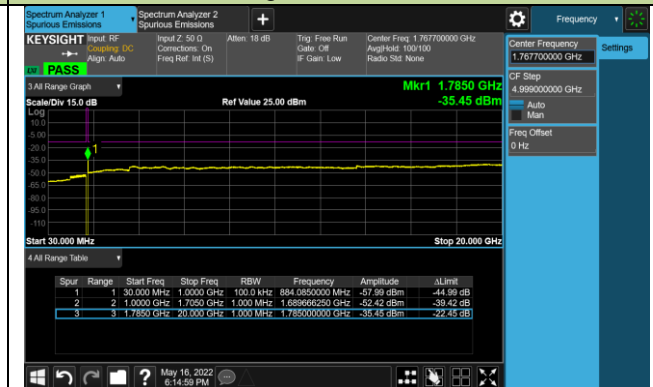 Spectrum Analyzer 1
Spurious Emissions
Spectrum Analyzer 2
Spurious Emissions
+
Frequency
KEYSIGHT
Input: RF
Coupling: DC
Align: Auto
Input Z: 50 Ω
Corrections: On
Freq Ref: Int (S)
Atten: 18 dB
Trig: Free Run
Gate: Off
IF Gain: Low
Center Freq: 1.767700000 GHz
Avg|Hold: 100/100
Radio Std: None
PASS
Center Frequency
1.767700000 GHz
Settings
CF Step
4.999000000 GHz
Auto
Man
Freq Offset
0 Hz
3 All Range Graph
Mkr1 1.7850 GHz
Scale/Div 15.0 dB
Ref Value 25.00 dBm
-35.45 dBm
Log
10.0
-5.00
-20.0
-35.0
-50.0
-65.0
-80.0
-95.0
-110
1
Start 30.000 MHz
Stop 20.000 GHz
4 All Range Table
Spur Range Start Freq Stop Freq RBW Frequency Amplitude ΔLimit
1 1 30.000 MHz 1.0000 GHz 100.0 kHz 884.0850000 MHz -57.99 dBm -44.99 dB
2 2 1.0000 GHz 1.7050 GHz 1.000 MHz 1.689666250 GHz -52.42 dBm -39.42 dB
3 3 1.7850 GHz 20.000 GHz 1.000 MHz 1.785000000 GHz -35.45 dBm -22.45 dB
?
May 16, 2022
6:14:59 PM